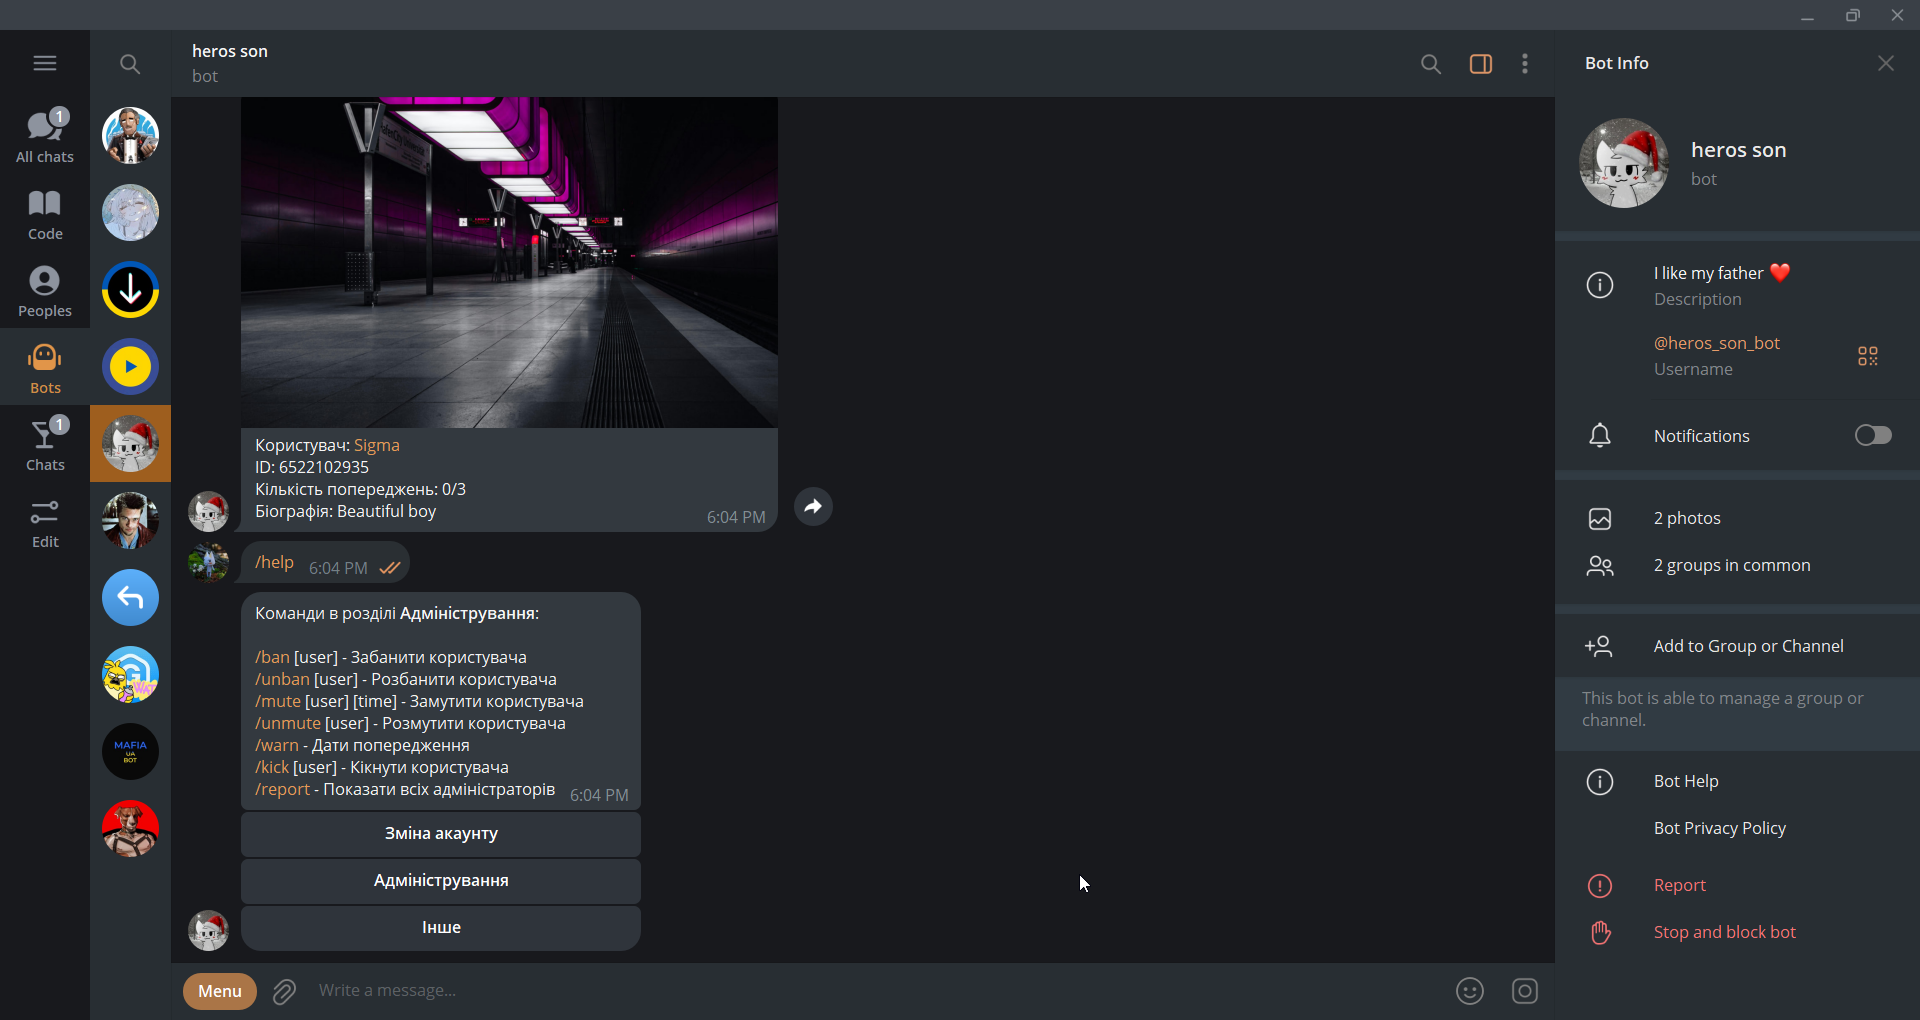 heros son
bot
Bot Info
1
All chats
Code
Peoples
Bots
1
Chats
Edit
MAFIA
UA
BOT
Користувач: Sigma
ID: 6522102935
Кількість попереджень: 0/3
Біографія: Beautiful boy
6:04 PM
/help 6:04 PM
Команди в розділі Адміністрування:
/ban [user] - Забанити користувача
/unban [user] - Розбанити користувача
/mute [user] [time] - Замутити користувача
/unmute [user] - Розмутити користувача
/warn - Дати попередження
/kick [user] - Кікнути користувача
/report - Показати всіх адміністраторів 6:04 PM
Зміна акаунту
Адміністрування
Інше
Menu
Write a message...
heros son
bot
I like my father ❤️
Description
@heros_son_bot
Username
Notifications
2 photos
2 groups in common
Add to Group or Channel
This bot is able to manage a group or
channel.
Bot Help
Bot Privacy Policy
Report
Stop and block bot